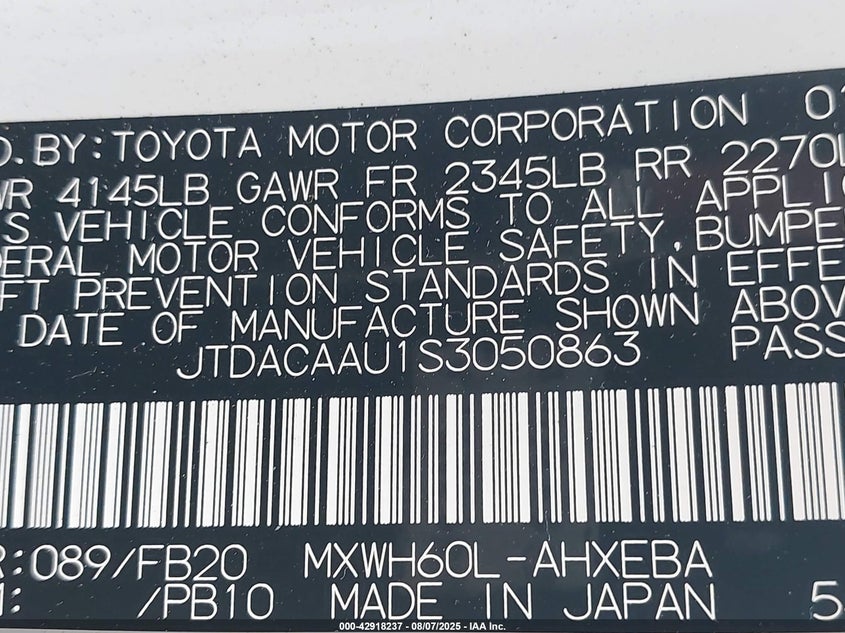 D. BY: TOYOTA MOTOR CORPORATION 01
WR 4145LB GAWR FR 2345LB RR 2270L
S VEHICLE CONFORMS TO ALL APPLIC
DERAL MOTOR VEHICLE SAFETY, BUMPE
FT PREVENTION STANDARDS IN EFFE
DATE OF MANUFACTURE SHOWN ABOV
JTDACAAU1S3050863 PASS
R:089/FB20 MXWH60L-AHXEBA
M: /PB10 MADE IN JAPAN 5
000-42918237 - 08/07/2025 - IAA Inc.